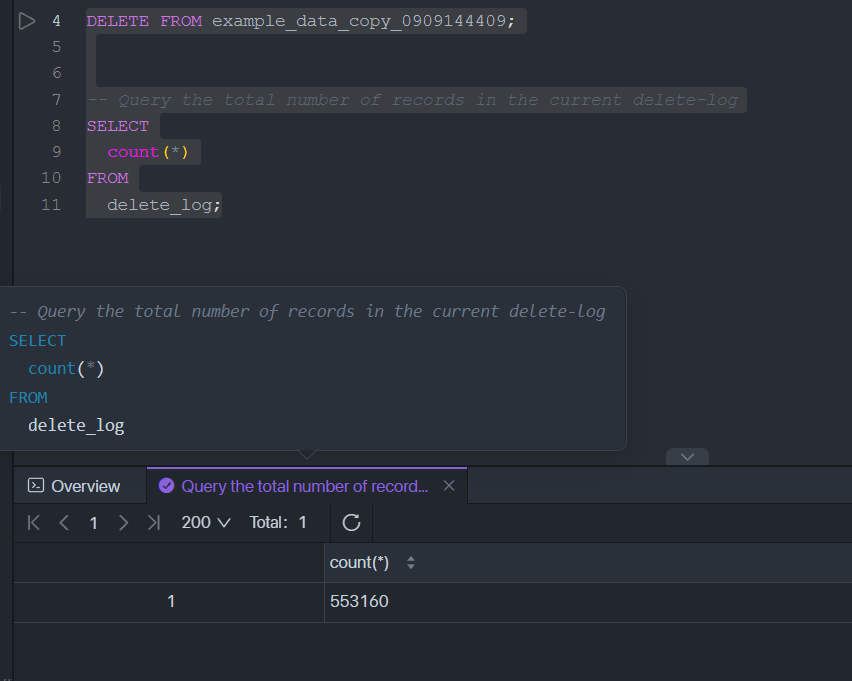 4 DELETE FROM example_data_copy_0909144409;
5
6
7 -- Query the total number of records in the current delete-log
8 SELECT
9 count(*)
10 FROM
11 delete_log;
-- Query the total number of records in the current delete-log
SELECT
count(*)
FROM
delete_log
Overview Query the total number of record...
1 200 Total: 1
count(*)
1 553160